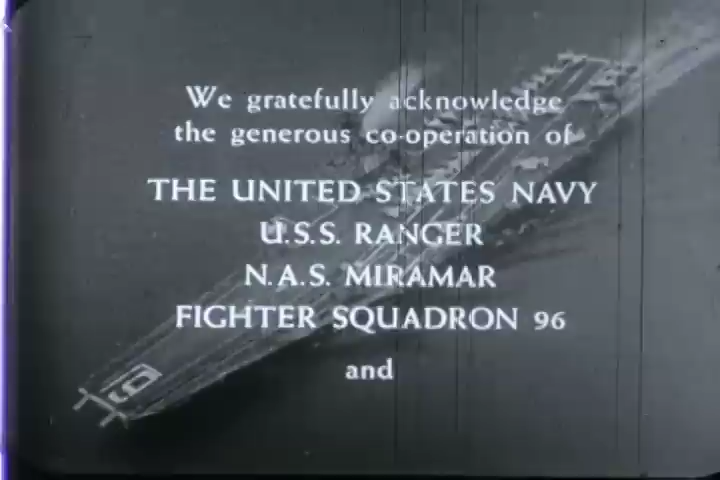 We gratefully acknowledge
the generous co-operation of
THE UNITED STATES NAVY
U.S.S. RANGER
N.A.S. MIRAMAR
FIGHTER SQUADRON 96
and